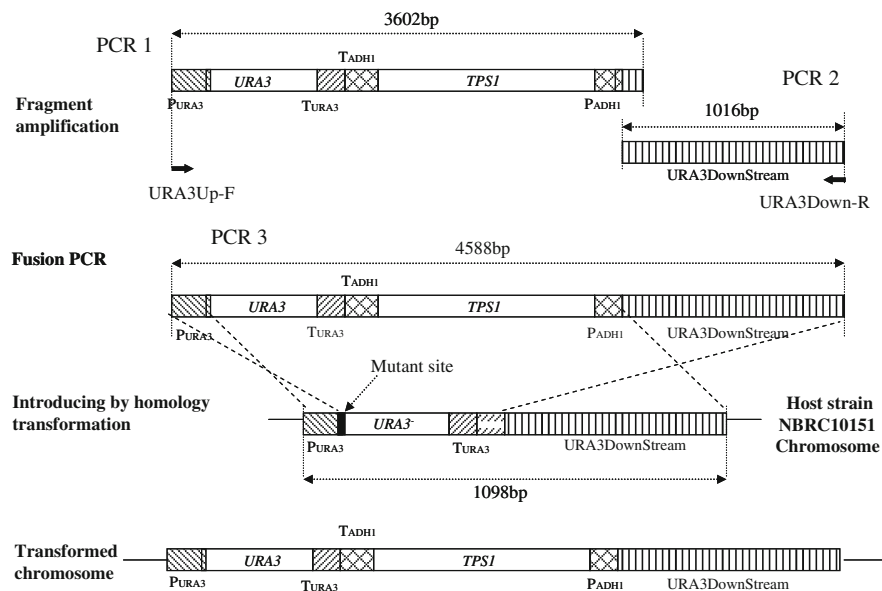 3602bp
PCR 1
TADH1
URA3
TPS1
PCR 2
Fragment
amplification
PURA3
TURA3
PADH1
1016bp
URA3DownStream
URA3Up-F
URA3Down-R
PCR 3
Fusion PCR
4588bp
TADH1
URA3
TPS1
PURA3
TURA3
PADH1
URA3DownStream
Mutant site
Introducing by homology
transformation
URA3-
Host strain
NBRC10151
Chromosome
PURA3
TURA3
URA3DownStream
1098bp
TADH1
Transformed
chromosome
URA3
TPS1
PURA3
TURA3
PADH1
URA3DownStream